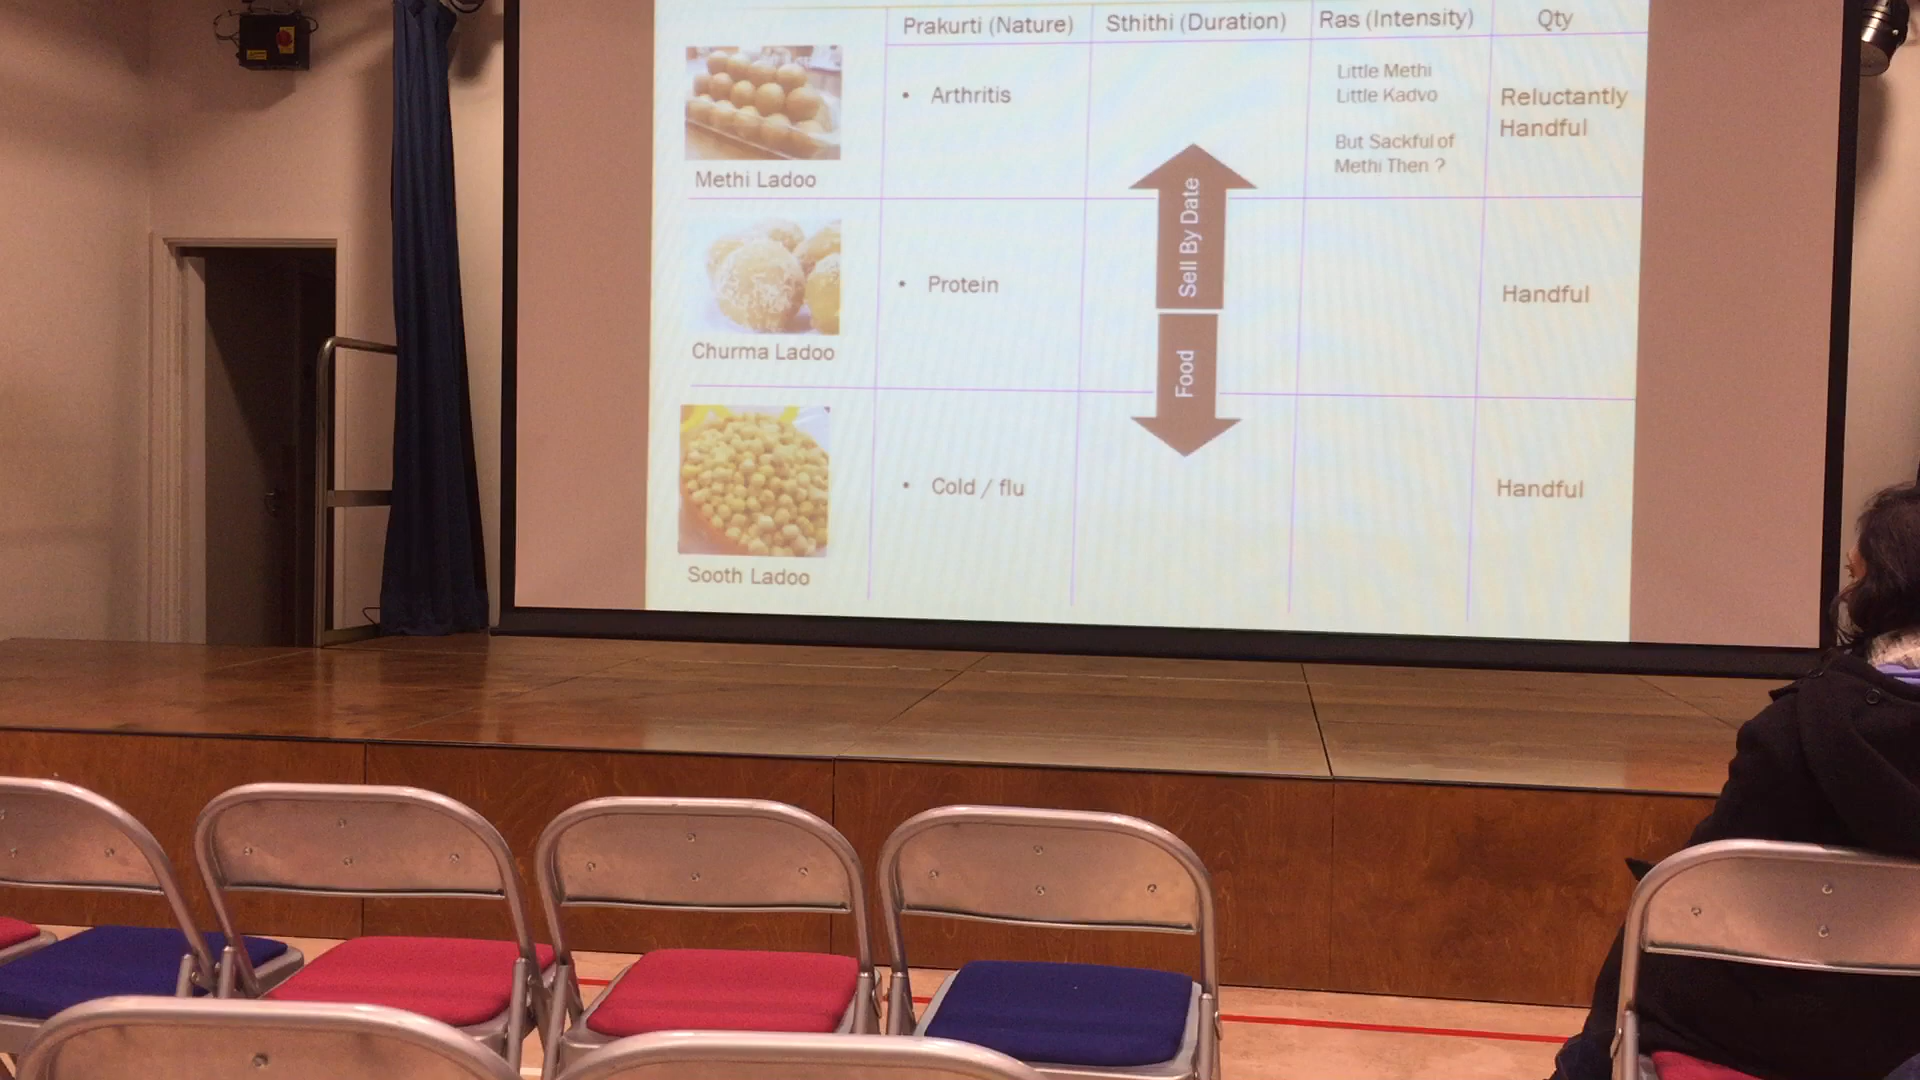 Prakurti (Nature) Sthithi (Duration) Ras (Intensity) Qty
Methi Ladoo
• Arthritis
Little Methi
Little Kadvo
But Sackful of
Methi Then ?
Reluctantly
Handful
Sell By Date
Churma Ladoo
• Protein
Handful
Food
Sooth Ladoo
• Cold / flu
Handful